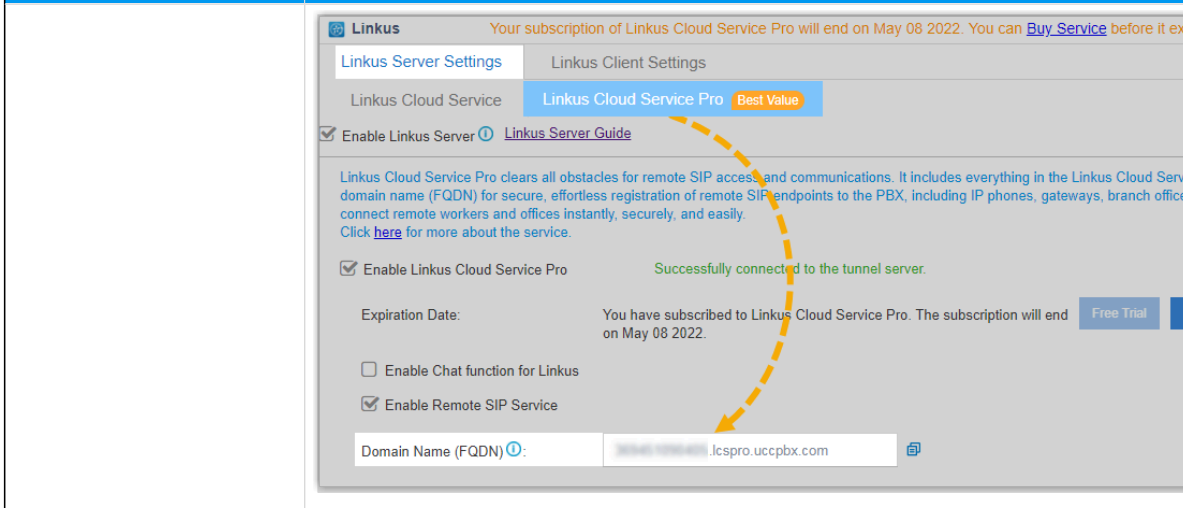 Linkus Your subscription of Linkus Cloud Service Pro will end on May 08 2022. You can Buy Service before it ex
Linkus Server Settings Linkus Client Settings
Linkus Cloud Service Linkus Cloud Service Pro Best Value
Enable Linkus Server Linkus Server Guide
Linkus Cloud Service Pro clears all obstacles for remote SIP access and communications. It includes everything in the Linkus Cloud Serv
domain name (FQDN) for secure, effortless registration of remote SIP endpoints to the PBX, including IP phones, gateways, branch office
connect remote workers and offices instantly, securely, and easily.
Click here for more about the service.
Enable Linkus Cloud Service Pro Successfully connected to the tunnel server.
Expiration Date: You have subscribed to Linkus Cloud Service Pro. The subscription will end Free Trial
on May 08 2022.
Enable Chat function for Linkus
Enable Remote SIP Service
Domain Name (FQDN) : .lcspro.uccpbx.com